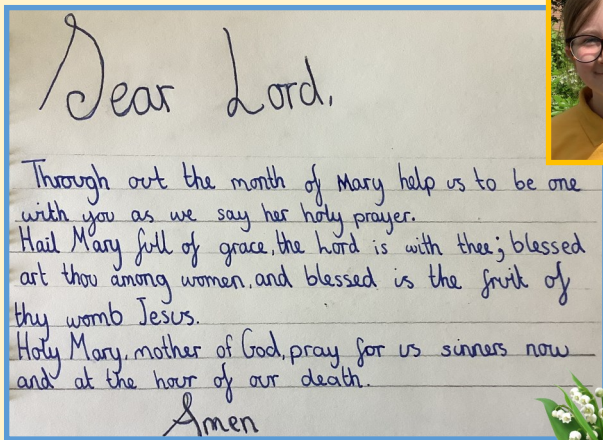 Dear Lord,
Through out the month of Mary help us to be one
with you as we say her holy prayer.
Hail Mary full of grace, the Lord is with thee; blessed
art thou among women, and blessed is the fruit of
thy womb Jesus.
Holy Mary, mother of God, pray for us sinners now
and at the hour of our death.
Amen